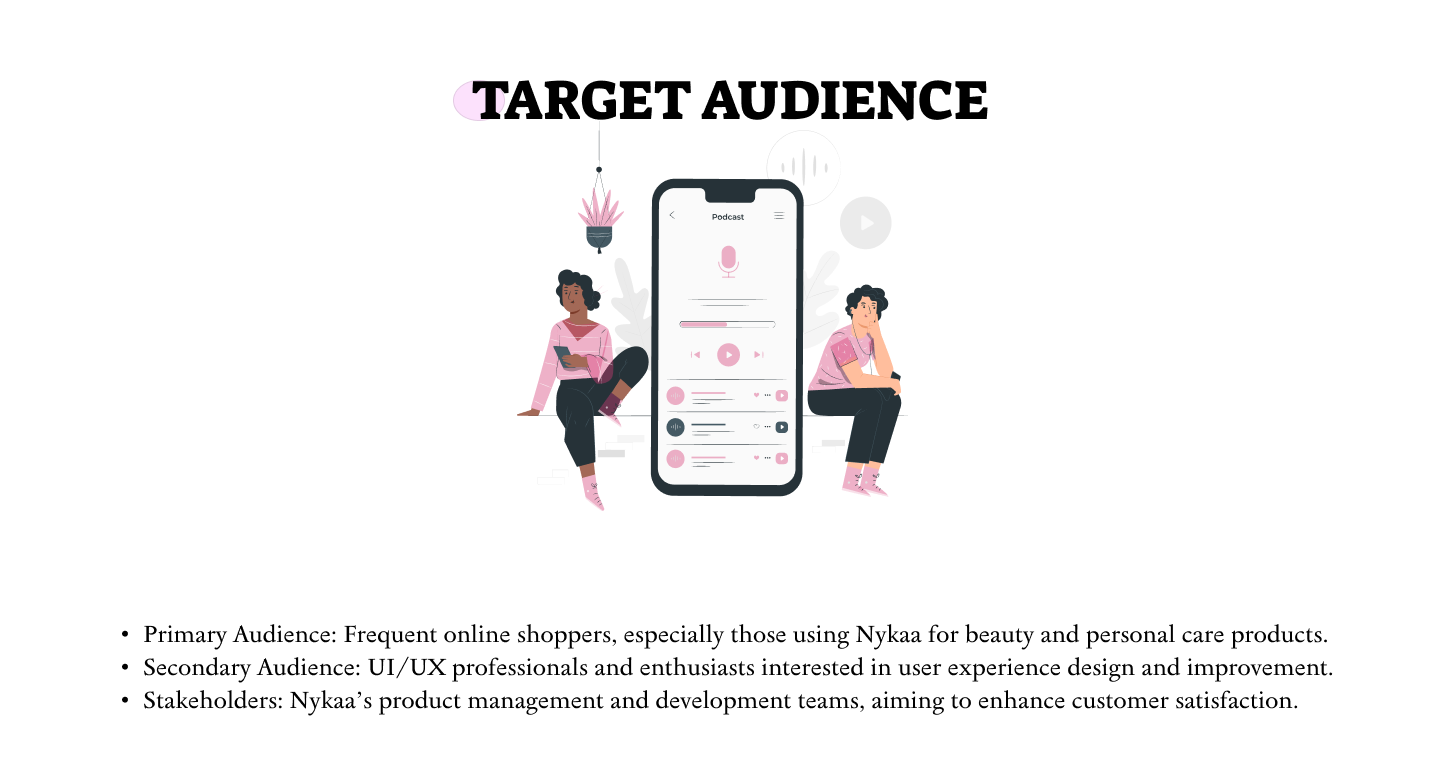 TARGET AUDIENCE
Podcast
• Primary Audience: Frequent online shoppers, especially those using Nykaa for beauty and personal care products.
• Secondary Audience: UI/UX professionals and enthusiasts interested in user experience design and improvement.
• Stakeholders: Nykaa’s product management and development teams, aiming to enhance customer satisfaction.